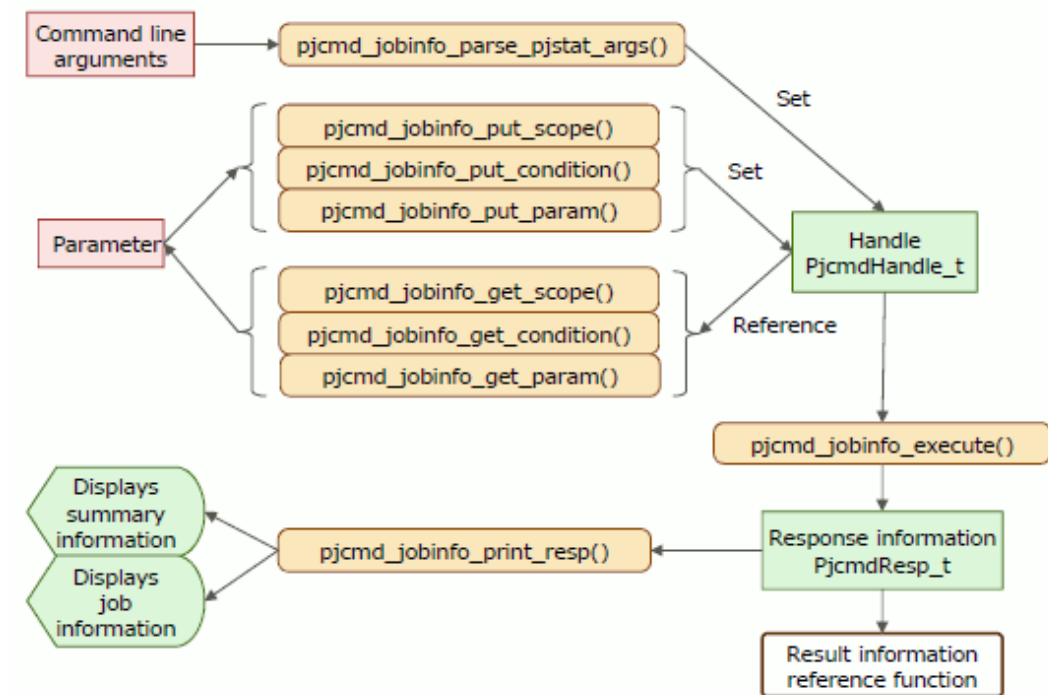 Command line
arguments
pjcmd_jobinfo_parse_pjstat_args()
Set
pjcmd_jobinfo_put_scope()
pjcmd_jobinfo_put_condition()
pjcmd_jobinfo_put_param()
Set
Parameter
Handle
PjcmdHandle_t
pjcmd_jobinfo_get_scope()
pjcmd_jobinfo_get_condition()
pjcmd_jobinfo_get_param()
Reference
pjcmd_jobinfo_execute()
Displays
summary
information
Displays
job
information
pjcmd_jobinfo_print_resp()
Response information
PjcmdResp_t
Result information
reference function